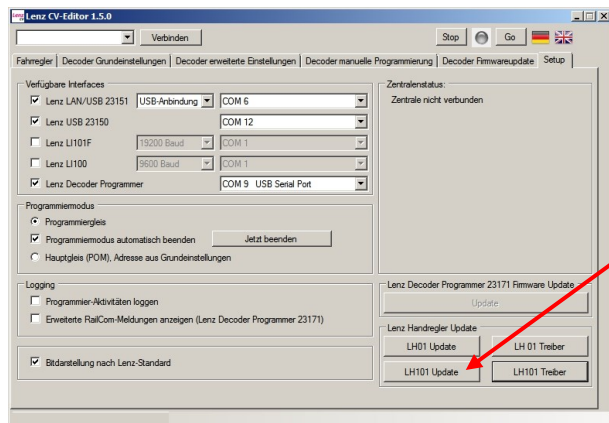 Lenz CV-Editor 1.5.0
Verbinden
Stop
Go
Fahrregler
Decoder Grundeinstellungen
Decoder erweiterte Einstellungen
Decoder manuelle Programmierung
Decoder Firmwareupdate
Setup
Verfügbare Interfaces
Lenz LAN/USB 23151 USB-Anbindung COM 6
Lenz USB 23150 COM 12
Lenz LI101F 19200 Baud COM 1
Lenz LI100 9600 Baud COM 1
Lenz Decoder Programmer COM 9 USB Serial Port
Programmiermodus
Programmiergleis
Programmiermodus automatisch beenden Jetzt beenden
Hauptgleis (POM), Adresse aus Grundeinstellungen
Logging
Programmier-Aktivitäten loggen
Erweiterte RailCom-Meldungen anzeigen (Lenz Decoder Programmer 23171)
Bitdarstellung nach Lenz-Standard
Zentralenstatus:
Zentrale nicht verbunden
Lenz Decoder Programmer 23171 Firmware Update
Update
Lenz Handregler Update
LH01 Update LH 01 Treiber
LH101 Update LH101 Treiber